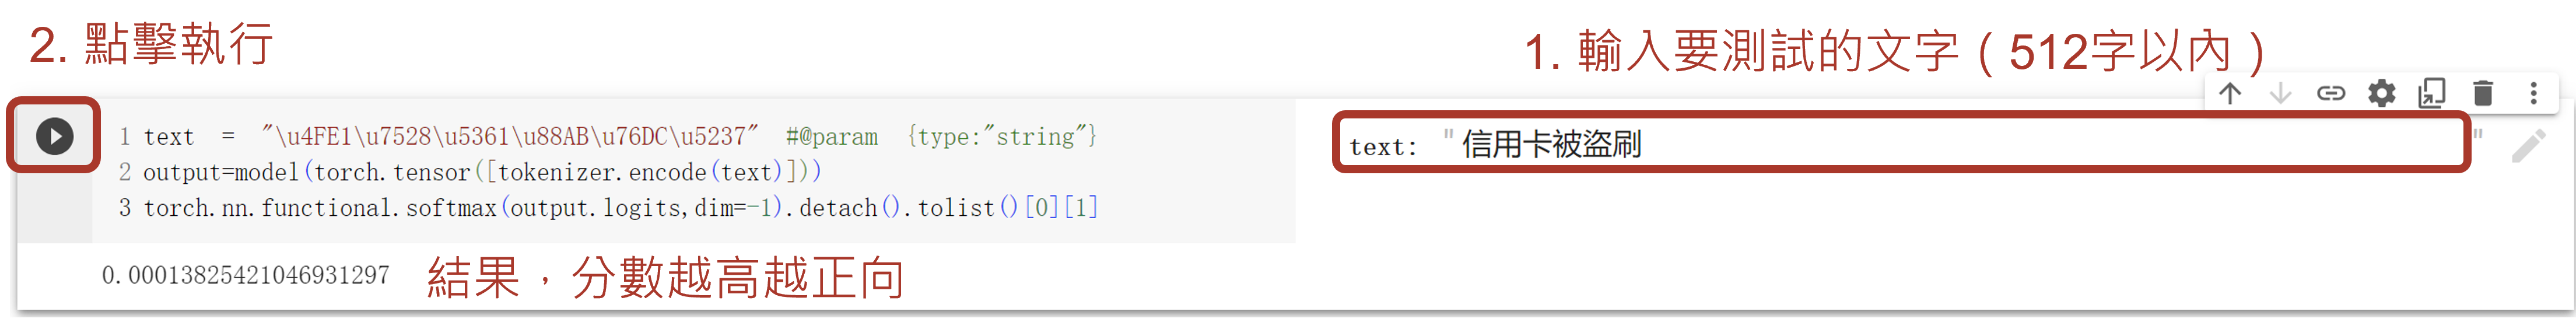 2. 點擊執行
1. 輸入要測試的文字（512字以內）
1 text = "\u4FE1\u7528\u5361\u88AB\u76DC\u5237" #@param {type:"string"}
2 output=model(torch.tensor([tokenizer.encode(text)]))
3 torch.nn.functional.softmax(output.logits,dim=-1).detach().tolist()[0][1]
text: "信用卡被盜刷"
0.00013825421046931297
結果，分數越高越正向